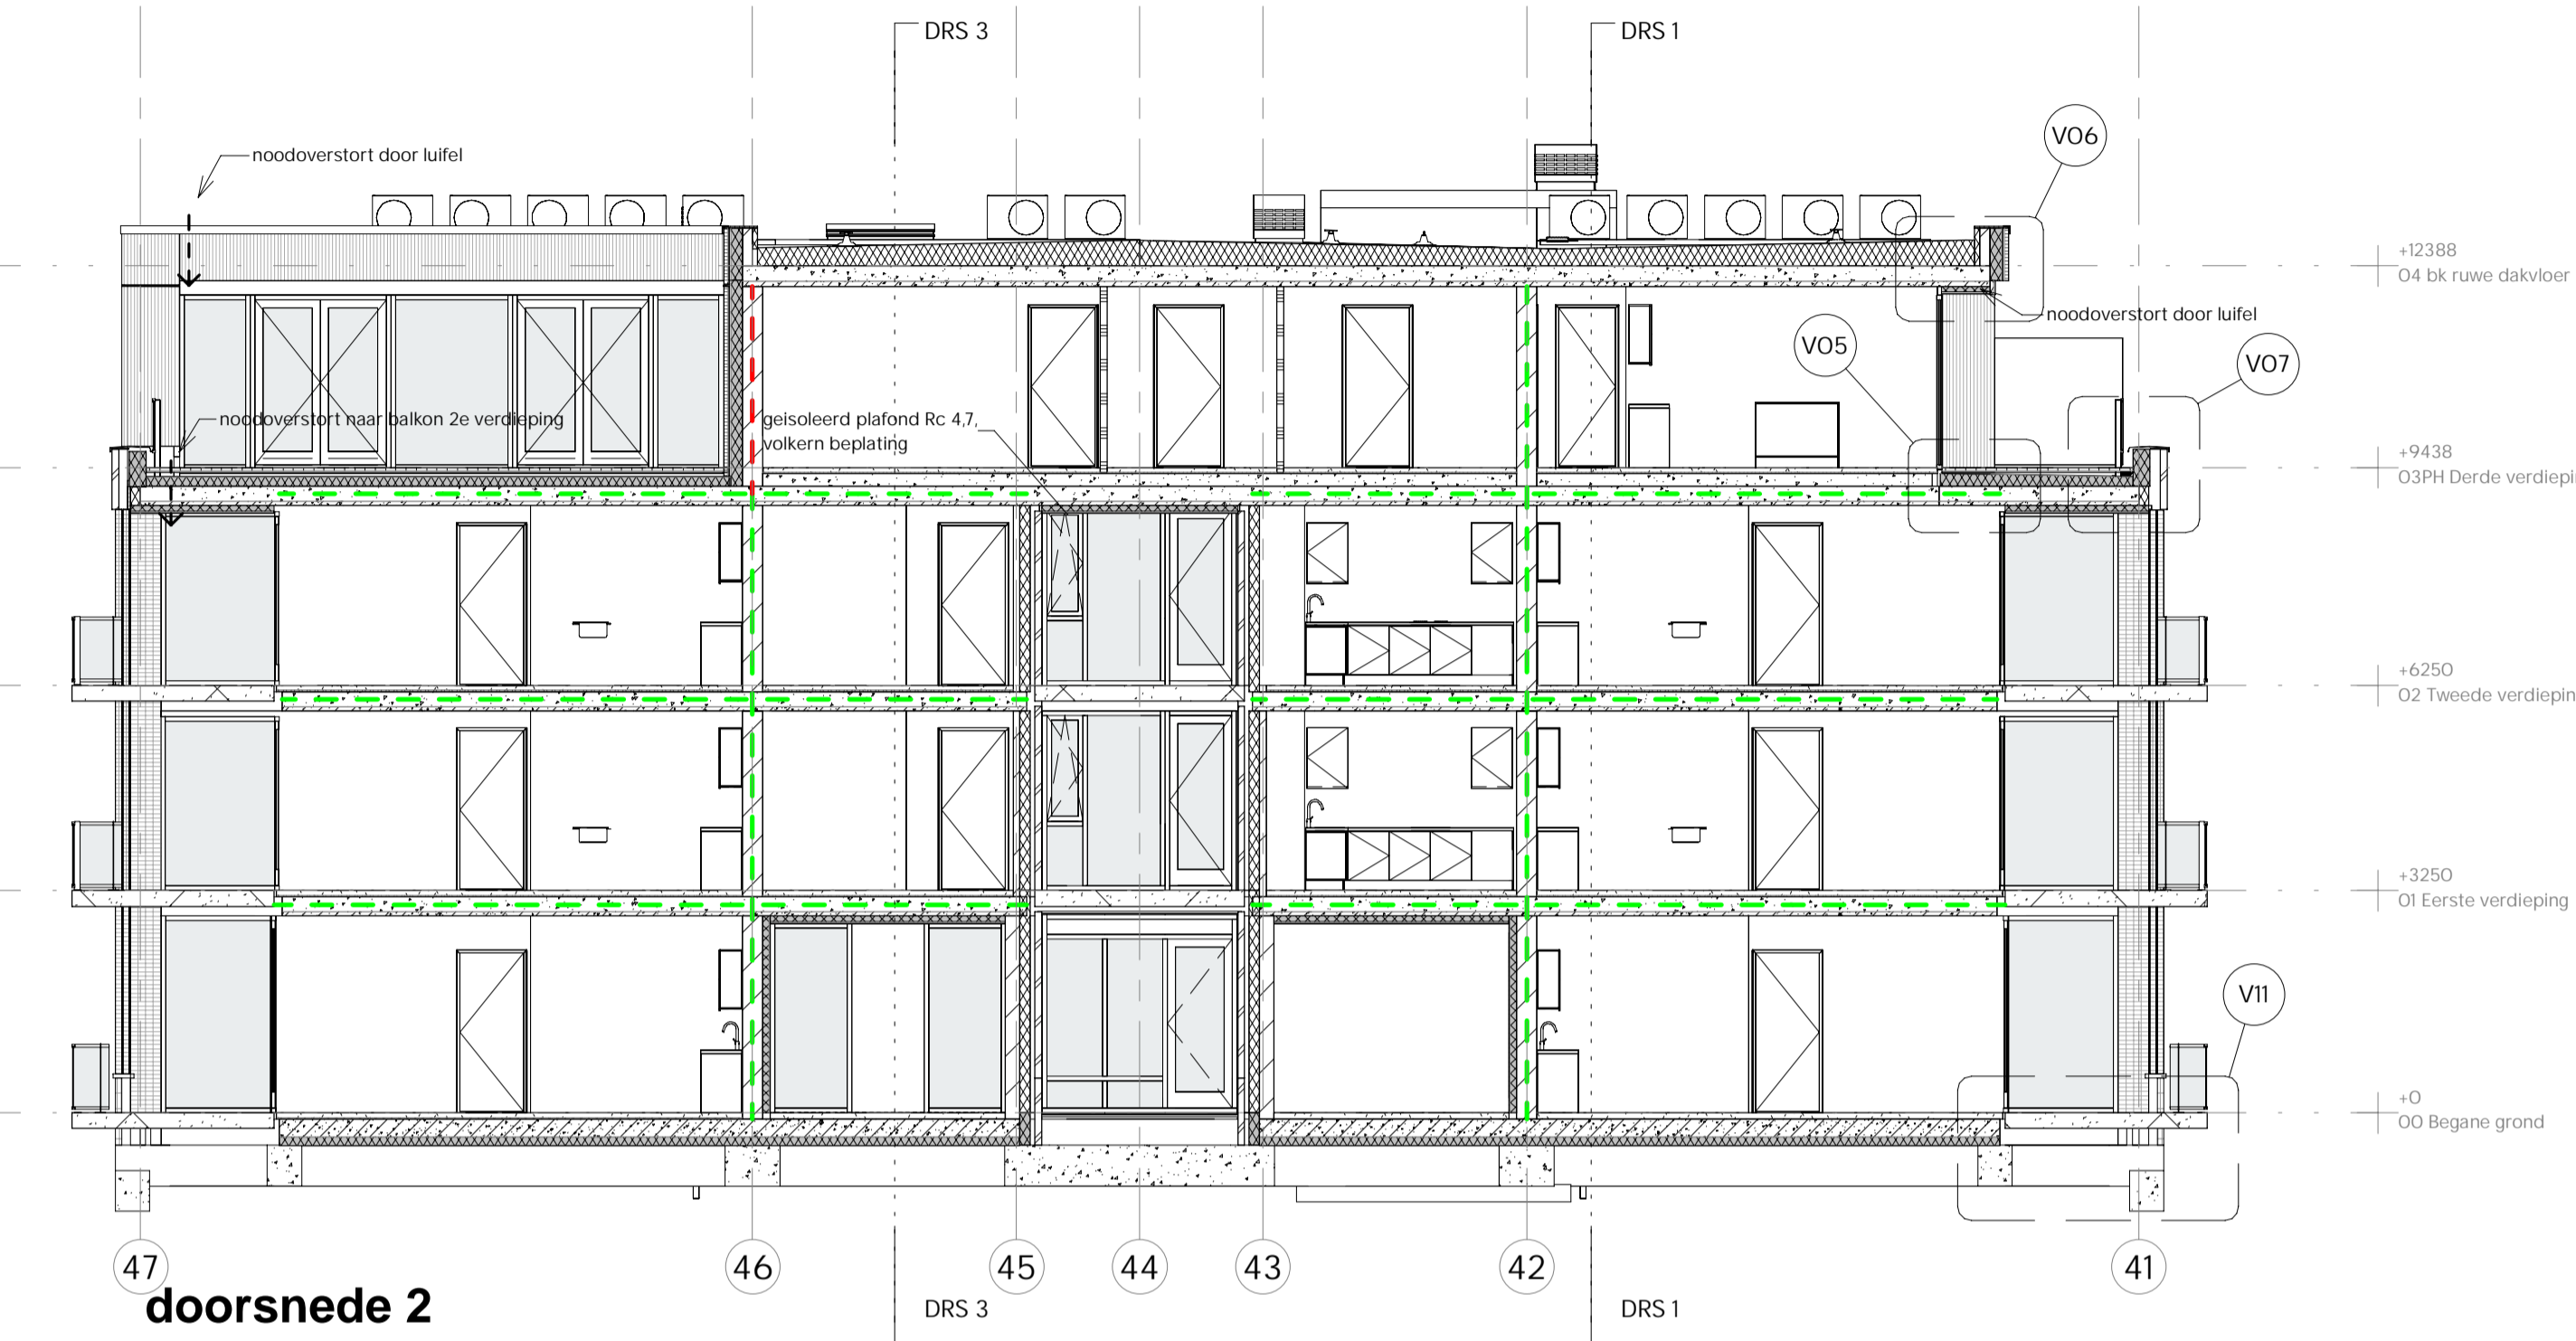 DRS 3
DRS 1
V06
noodoverstort door luifel
+12388
04 bk ruwe dakvloer
noodoverstort door luifel
V05
V07
noodoverstort naar balkon 2e verdieping
geisoleerd plafond Rc 4,7,
volkern beplating
+9438
03PH Derde verdiepi
+6250
02 Tweede verdiepin
+3250
01 Eerste verdieping
V11
+0
00 Begane grond
47
46
45
44
43
42
41
doorsnede 2
DRS 3
DRS 1